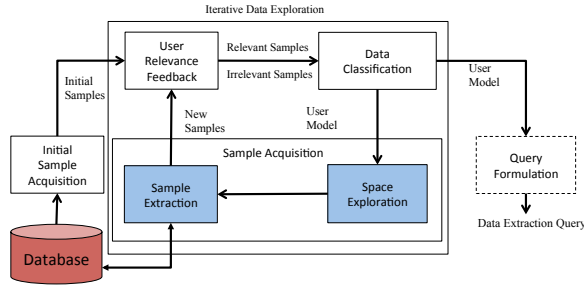 Iterative Data Exploration
User
Relevance
Feedback
Relevant Samples
Irrelevant Samples
Data
Classification
Initial
Samples
User
Model
New
Samples
User
Model
Initial
Sample
Acquisition
Sample Acquisition
Sample
Extraction
Space
Exploration
Query
Formulation
Data Extraction Query
Database